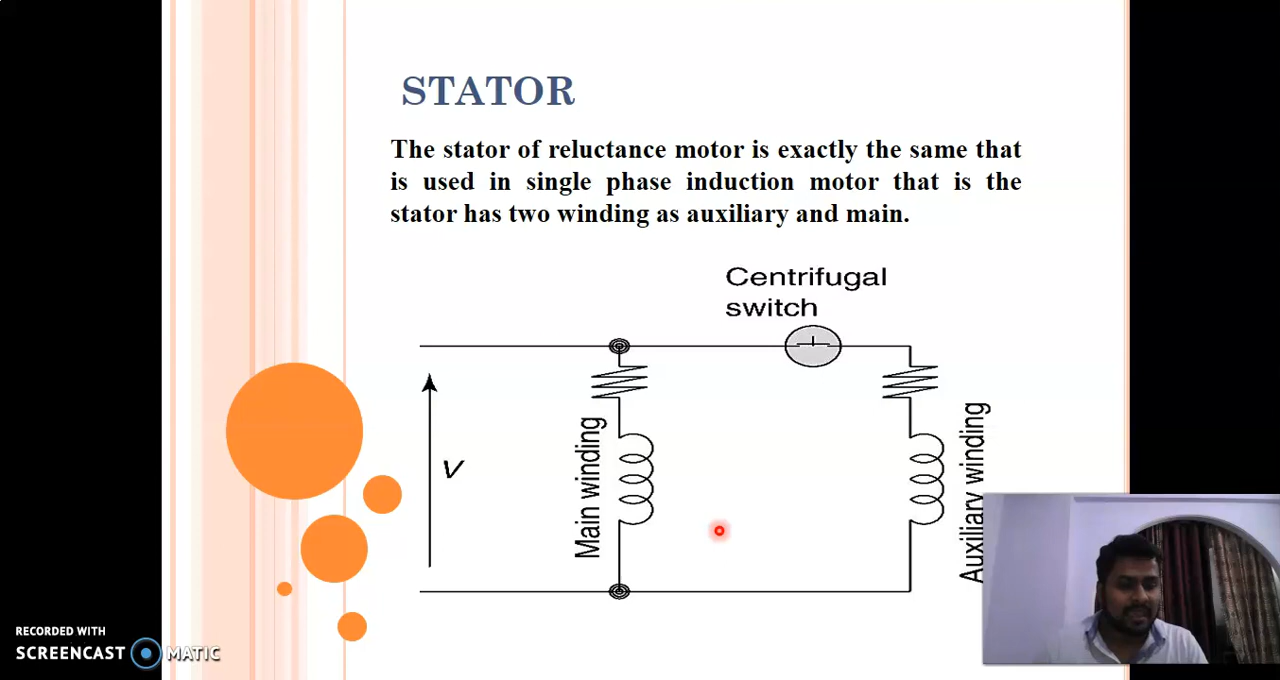 STATOR
The stator of reluctance motor is exactly the same that
is used in single phase induction motor that is the
stator has two winding as auxiliary and main.
Centrifugal
switch
V
Main winding
Auxiliary winding
RECORDED WITH
SCREENCAST MATIC